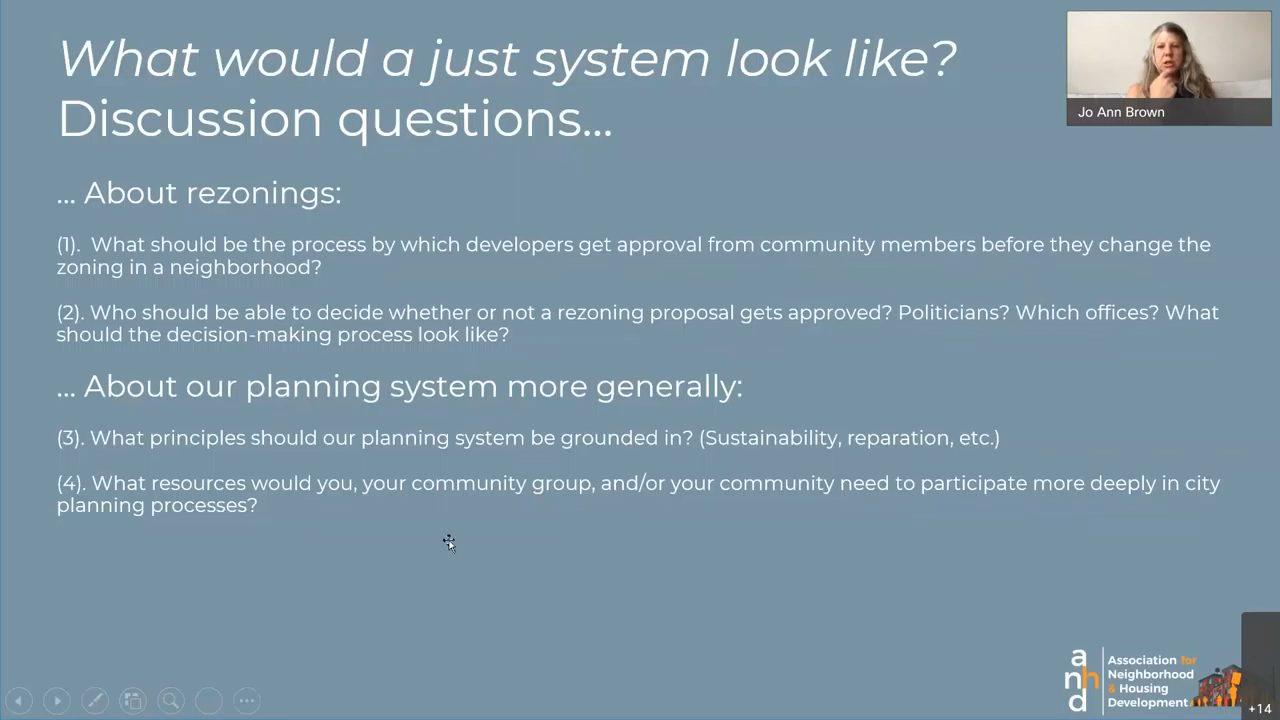 What would a just system look like?
Discussion questions...
Jo Ann Brown
... About rezonings:
(1).  What should be the process by which developers get approval from community members before they change the
zoning in a neighborhood?
(2). Who should be able to decide whether or not a rezoning proposal gets approved? Politicians? Which offices? What
should the decision-making process look like?
... About our planning system more generally:
(3). What principles should our planning system be grounded in? (Sustainability, reparation, etc.)
(4). What resources would you, your community group, and/or your community need to participate more deeply in city
planning processes?
a
nh
d
Association for
Neighborhood
& Housing
Development
+14